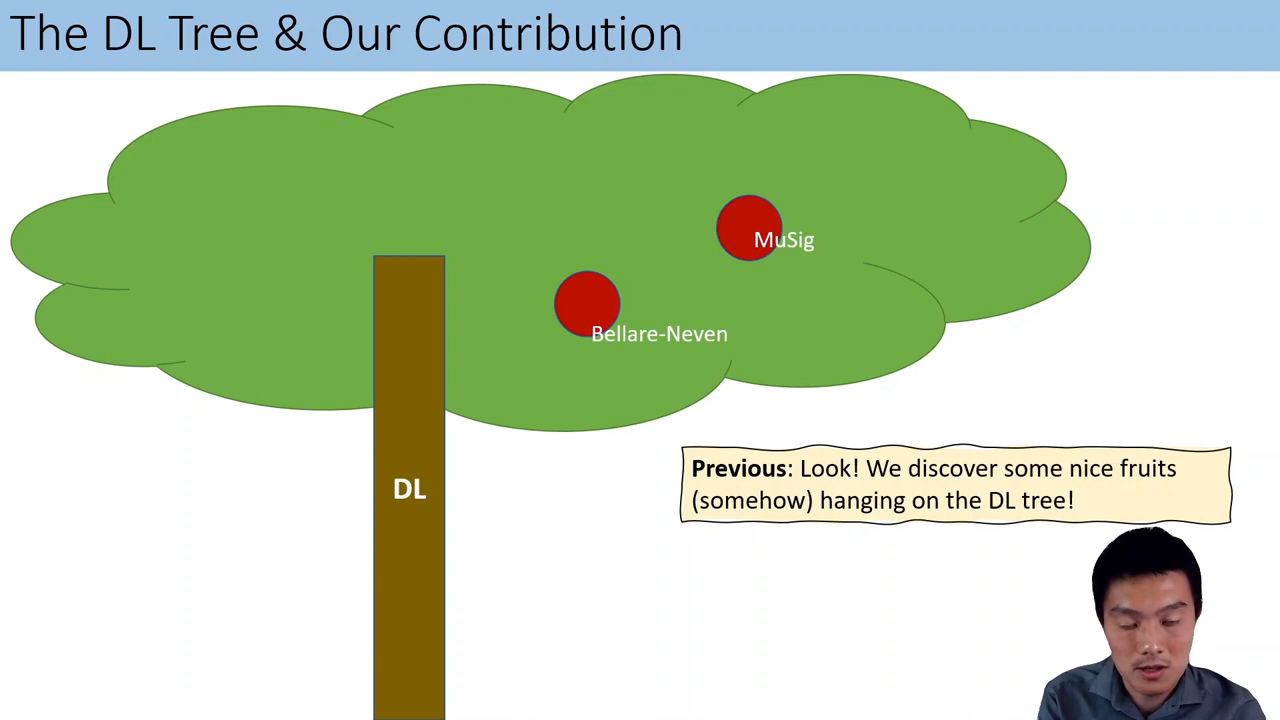 The DL Tree & Our Contribution
MuSig
Bellare-Neven
Previous: Look! We discover some nice fruits
(somehow) hanging on the DL tree!
DL